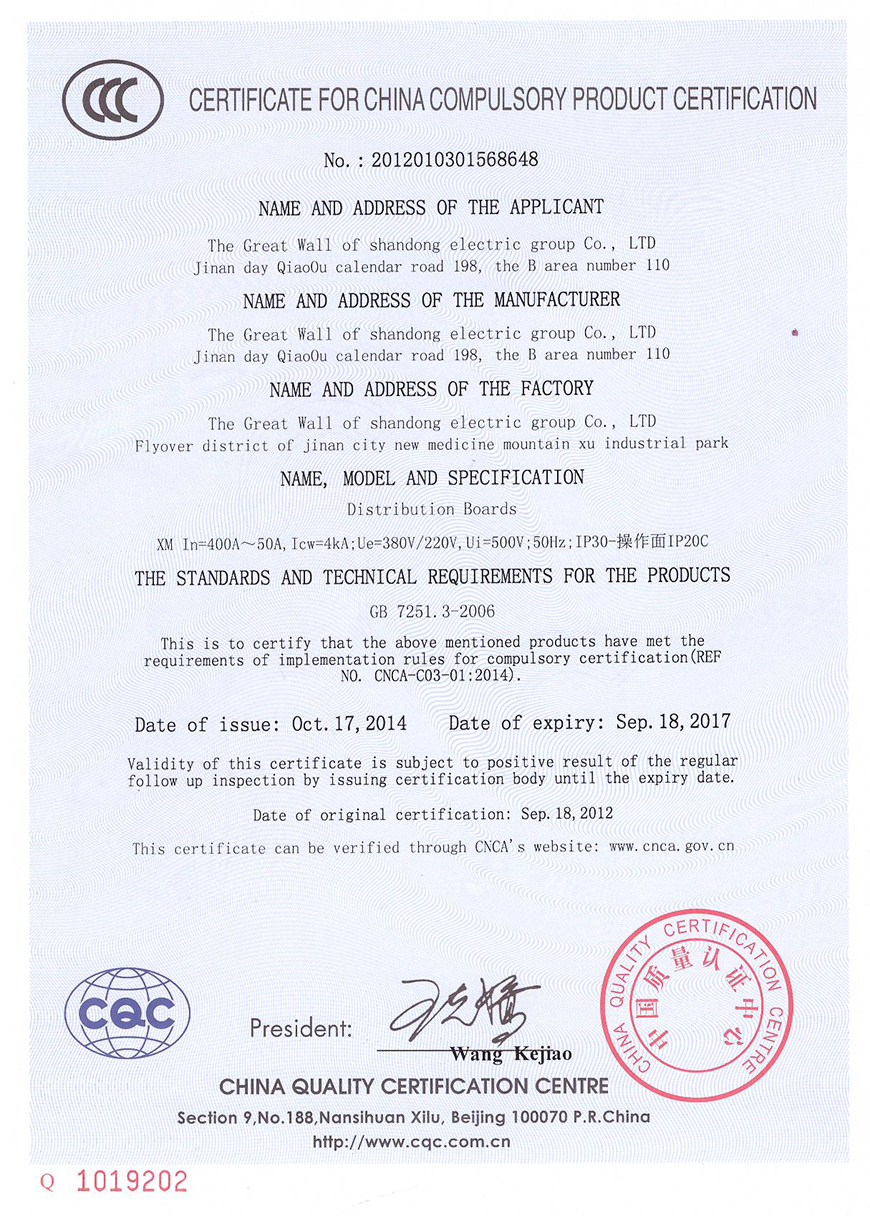 CCC
CERTIFICATE FOR CHINA COMPULSORY PRODUCT CERTIFICATION
No.: 2012010301568648
NAME AND ADDRESS OF THE APPLICANT
The Great Wall of shandong electric group Co., LTD
Jinan day QiaoOu calendar road 198, the B area number 110
NAME AND ADDRESS OF THE MANUFACTURER
The Great Wall of shandong electric group Co., LTD
Jinan day QiaoOu calendar road 198, the B area number 110
NAME AND ADDRESS OF THE FACTORY
The Great Wall of shandong electric group Co., LTD
Flyover district of jinan city new medicine mountain xu industrial park
NAME, MODEL AND SPECIFICATION
Distribution Boards
XM In=400A～50A,Icw=4kA;Ue=380V/220V,Ui=500V;50Hz;IP30-操作面IP20C
THE STANDARDS AND TECHNICAL REQUIREMENTS FOR THE PRODUCTS
GB 7251.3-2006
This is to certify that the above mentioned products have met the
requirements of implementation rules for compulsory certification(REF
NO. CNCA-C03-01:2014).
Date of issue: Oct.17,2014 Date of expiry: Sep.18,2017
Validity of this certificate is subject to positive result of the regular
follow up inspection by issuing certification body until the expiry date.
Date of original certification: Sep.18,2012
This certificate can be verified through CNCA's website: www.cnca.gov.cn
CHINA QUALITY CERTIFICATION CENTRE
中国质量认证中心
CQC
President:
Wang Kejiao
CHINA QUALITY CERTIFICATION CENTRE
Section 9,No.188,Nansihuan Xilu, Beijing 100070 P.R.China
http://www.cqc.com.cn
Q 1019202